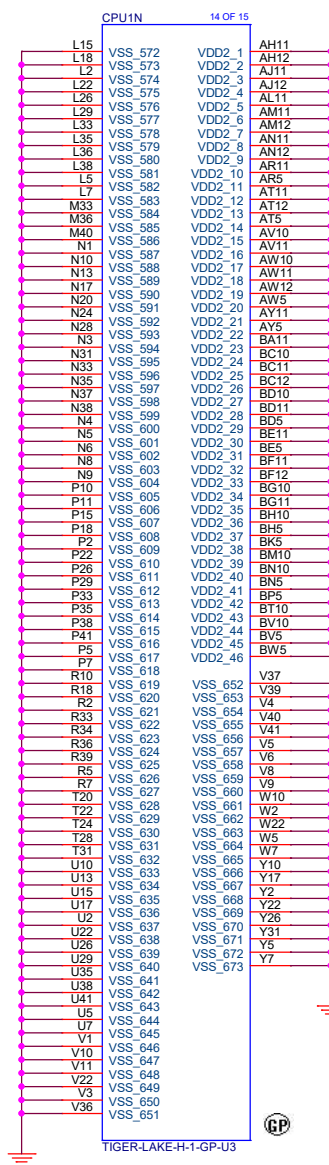 CPU1N 14 OF 15
L15 VSS_572 VDD2_1 AH11
L18 VSS_573 VDD2_2 AH12
L2 VSS_574 VDD2_3 AJ11
L22 VSS_575 VDD2_4 AJ12
L26 VSS_576 VDD2_5 AL11
L29 VSS_577 VDD2_6 AM11
L33 VSS_578 VDD2_7 AM12
L35 VSS_579 VDD2_8 AN11
L36 VSS_580 VDD2_9 AN12
L38 VSS_581 VDD2_10 AR11
L5 VSS_582 VDD2_11 AR5
L7 VSS_583 VDD2_12 AT11
M33 VSS_584 VDD2_13 AT12
M36 VSS_585 VDD2_14 AT5
M40 VSS_586 VDD2_15 AV10
N1 VSS_587 VDD2_16 AV11
N10 VSS_588 VDD2_17 AW10
N13 VSS_589 VDD2_18 AW11
N17 VSS_590 VDD2_19 AW12
N20 VSS_591 VDD2_20 AW5
N24 VSS_592 VDD2_21 AY11
N28 VSS_593 VDD2_22 AY5
N3 VSS_594 VDD2_23 BA11
N31 VSS_595 VDD2_24 BC10
N33 VSS_596 VDD2_25 BC11
N35 VSS_597 VDD2_26 BC12
N37 VSS_598 VDD2_27 BD10
N38 VSS_599 VDD2_28 BD11
N4 VSS_600 VDD2_29 BD5
N5 VSS_601 VDD2_30 BE11
N6 VSS_602 VDD2_31 BE5
N8 VSS_603 VDD2_32 BF11
N9 VSS_604 VDD2_33 BF12
P10 VSS_605 VDD2_34 BG10
P11 VSS_606 VDD2_35 BG11
P15 VSS_607 VDD2_36 BH10
P18 VSS_608 VDD2_37 BH5
P2 VSS_609 VDD2_38 BK5
P22 VSS_610 VDD2_39 BM10
P26 VSS_611 VDD2_40 BN10
P29 VSS_612 VDD2_41 BN5
P33 VSS_613 VDD2_42 BP5
P35 VSS_614 VDD2_43 BT10
P38 VSS_615 VDD2_44 BV10
P41 VSS_616 VDD2_45 BV5
P5 VSS_617 VDD2_46 BW5
P7 VSS_618
R10 VSS_619 VSS_652 V37
R18 VSS_620 VSS_653 V39
R2 VSS_621 VSS_654 V4
R33 VSS_622 VSS_655 V40
R34 VSS_623 VSS_656 V41
R36 VSS_624 VSS_657 V5
R39 VSS_625 VSS_658 V6
R5 VSS_626 VSS_659 V8
R7 VSS_627 VSS_660 V9
T20 VSS_628 VSS_661 W10
T22 VSS_629 VSS_662 W2
T24 VSS_630 VSS_663 W22
T28 VSS_631 VSS_664 W5
T31 VSS_632 VSS_665 W7
U10 VSS_633 VSS_666 Y10
U13 VSS_634 VSS_667 Y17
U15 VSS_635 VSS_668 Y2
U17 VSS_636 VSS_669 Y22
U2 VSS_637 VSS_670 Y26
U22 VSS_638 VSS_671 Y31
U26 VSS_639 VSS_672 Y5
U29 VSS_640 VSS_673 Y7
U35 VSS_641
U38 VSS_642
U41 VSS_643
U5 VSS_644
U7 VSS_645
V1 VSS_646
V10 VSS_647
V11 VSS_648
V22 VSS_649
V3 VSS_650
V36 VSS_651
GP
TIGER-LAKE-H-1-GP-U3